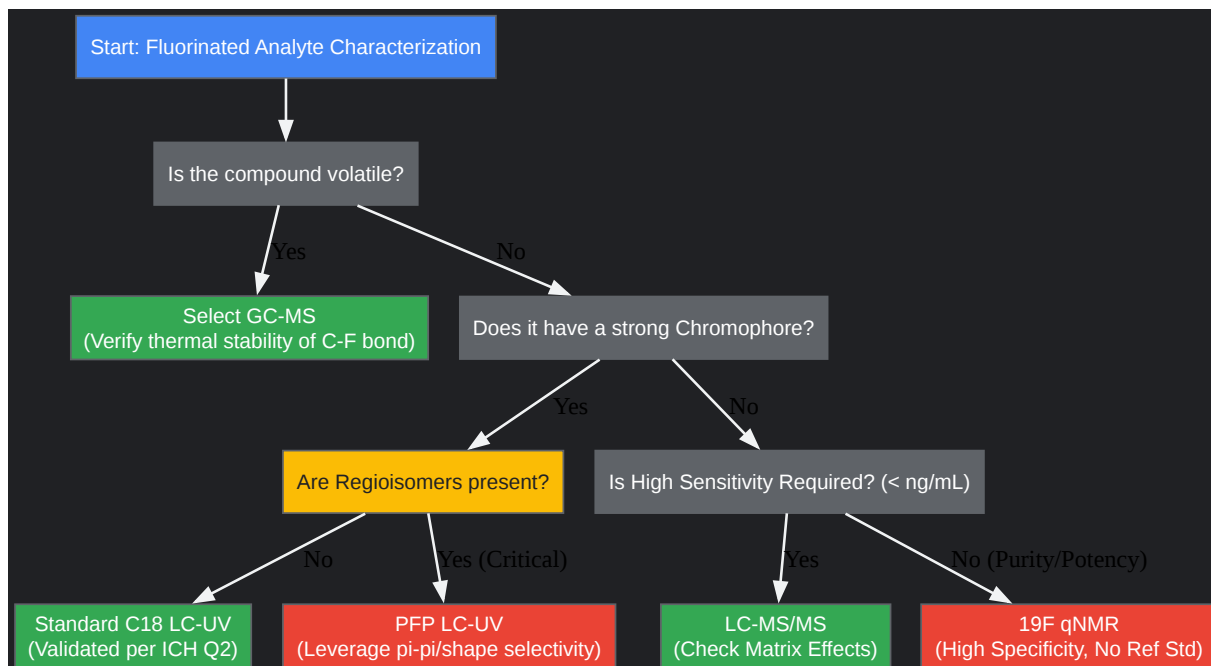 Start: Fluorinated Analyte Characterization
Is the compound volatile?
Yes
No
Select GC-MS
(Verify thermal stability of C-F bond)
Does it have a strong Chromophore?
Yes
No
Are Regioisomers present?
Is High Sensitivity Required? (< ng/mL)
No
Yes (Critical)
Yes
No (Purity/Potency)
Standard C18 LC-UV
(Validated per ICH Q2)
PFP LC-UV
(Leverage pi-pi/shape selectivity)
LC-MS/MS
(Check Matrix Effects)
19F qNMR
(High Specificity, No Ref Std)